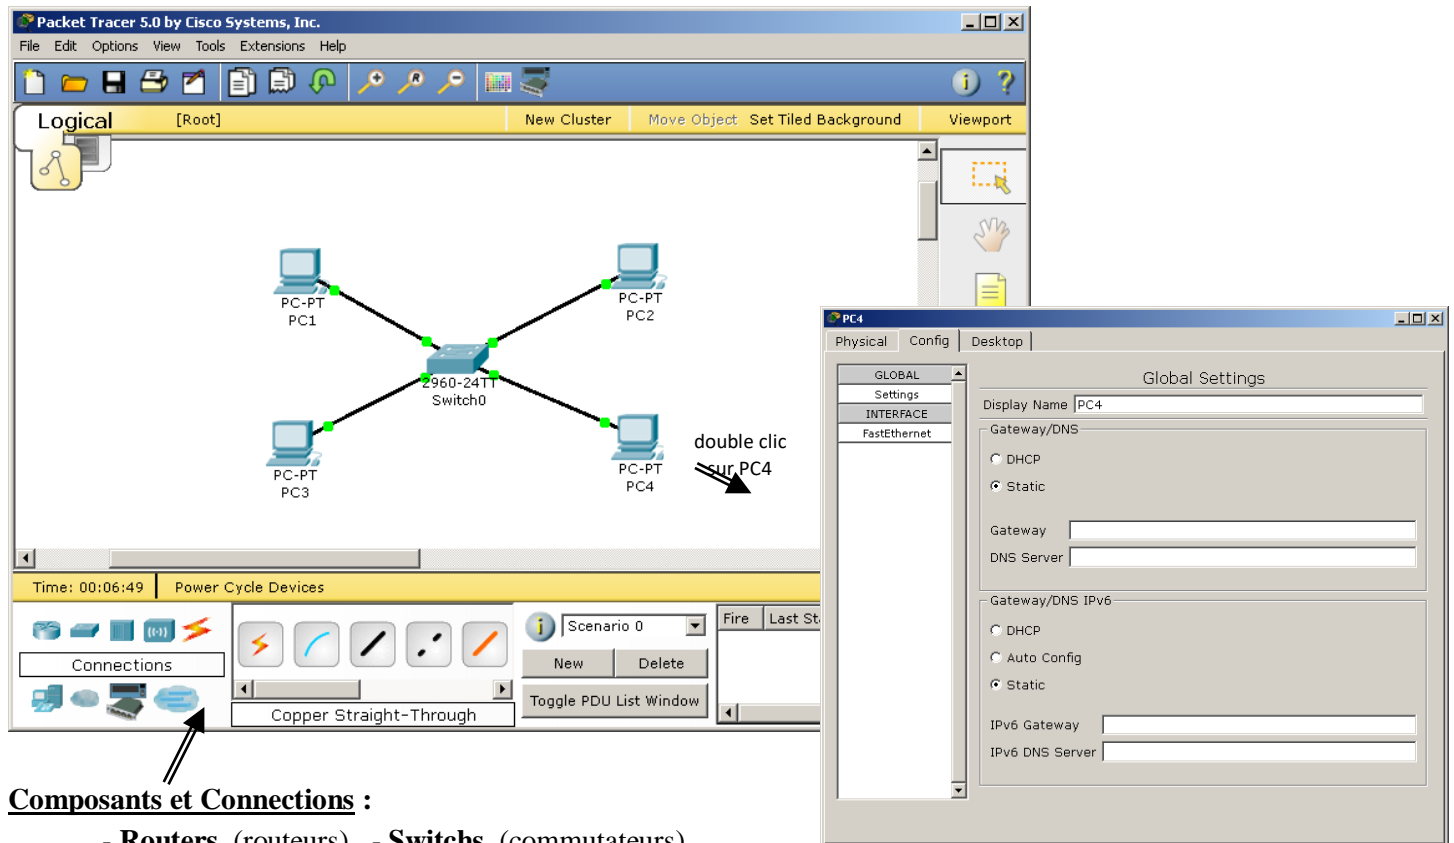 Packet Tracer 5.0 by Cisco Systems, Inc.
File Edit Options View Tools Extensions Help
Logical [Root] New Cluster Move Object Set Tiled Background Viewport
PC-PT
PC1
PC-PT
PC2
2960-24TT
Switch0
PC-PT
PC3
PC-PT
PC4
double clic
sur PC4
Time: 00:06:49 Power Cycle Devices
Connections
Copper Straight-Through
Scenario 0
New Delete
Toggle PDU List Window
Fire Last St
PC4
Physical Config Desktop
GLOBAL
Settings
INTERFACE
FastEthernet
Global Settings
Display Name PC4
Gateway/DNS
DHCP
Static
Gateway
DNS Server
Gateway/DNS IPv6
DHCP
Auto Config
Static
IPv6 Gateway
IPv6 DNS Server
Composants et Connections :
- Routers (routeurs) - Switchs (commutateurs)